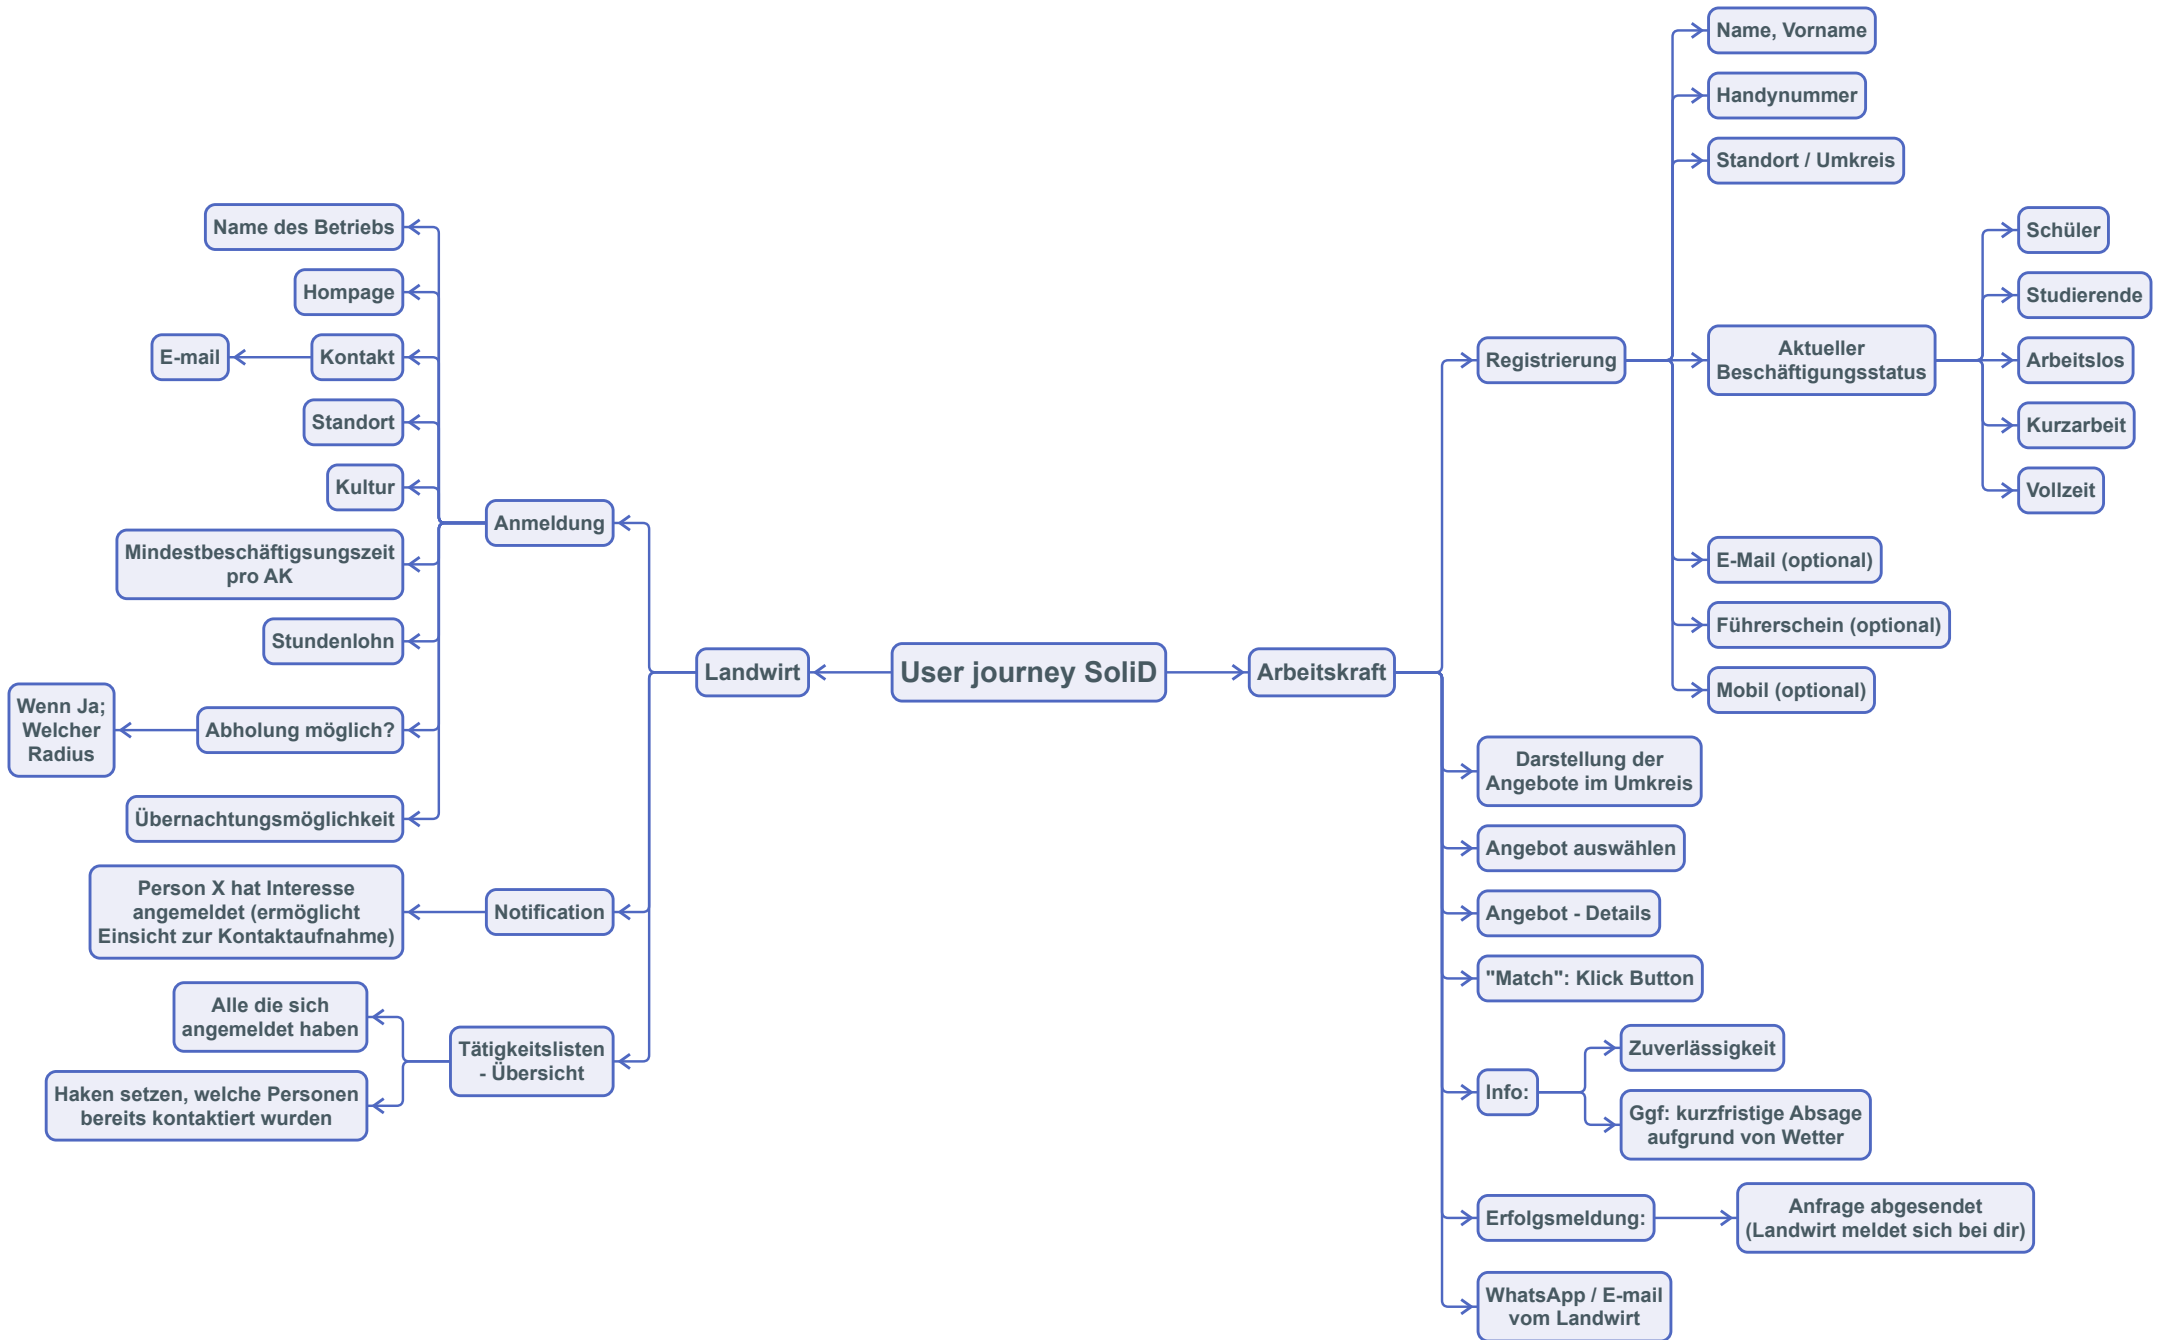 User journey SoliD
Landwirt
Anmeldung
Name des Betriebs
Hompage
Kontakt
E-mail
Standort
Kultur
Mindestbeschäftigsungszeit
pro AK
Stundenlohn
Abholung möglich?
Wenn Ja;
Welcher
Radius
Übernachtungsmöglichkeit
Notification
Person X hat Interesse
angemeldet (ermöglicht
Einsicht zur Kontaktaufnahme)
Tätigkeitslisten
- Übersicht
Alle die sich
angemeldet haben
Haken setzen, welche Personen
bereits kontaktiert wurden
Arbeitskraft
Registrierung
Name, Vorname
Handynummer
Standort / Umkreis
Aktueller
Beschäftigungsstatus
Schüler
Studierende
Arbeitslos
Kurzarbeit
Vollzeit
E-Mail (optional)
Führerschein (optional)
Mobil (optional)
Darstellung der
Angebote im Umkreis
Angebot auswählen
Angebot - Details
"Match": Klick Button
Info:
Zuverlässigkeit
Ggf: kurzfristige Absage
aufgrund von Wetter
Erfolgsmeldung:
Anfrage abgesendet
(Landwirt meldet sich bei dir)
WhatsApp / E-mail
vom Landwirt